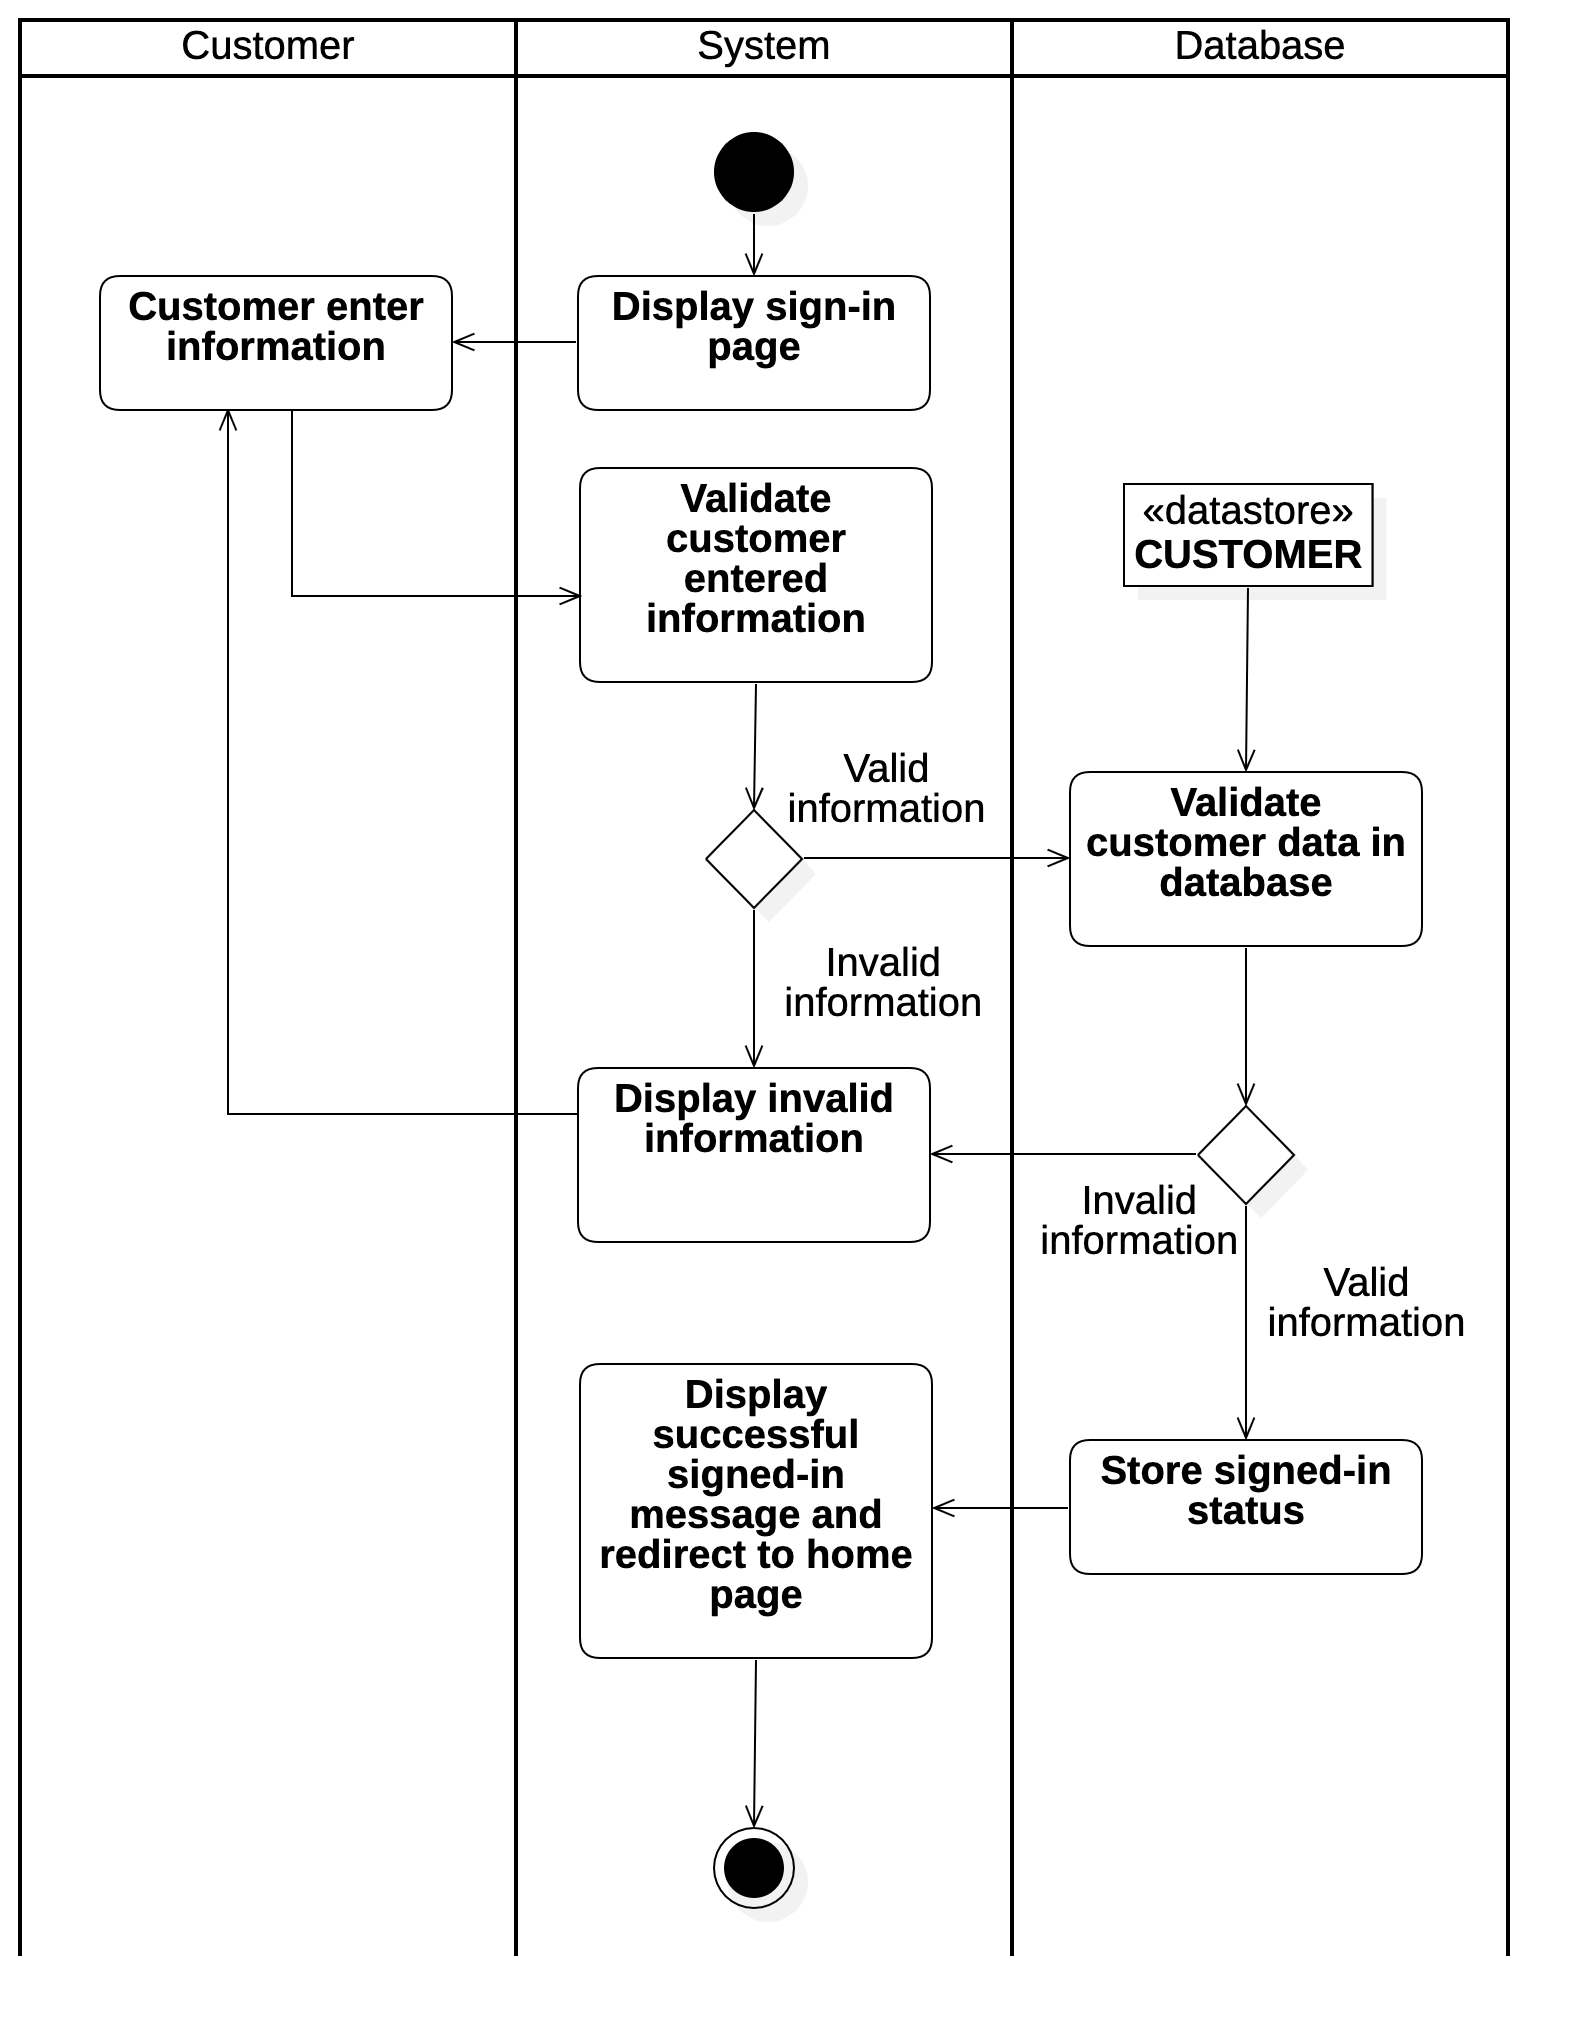 Customer
System
Database
Customer enter
information
Display sign-in
page
Validate
customer
entered
information
«datastore»
CUSTOMER
Valid
information
Validate
customer data in
database
Invalid
information
Display invalid
information
Invalid
information
Valid
information
Display
successful
signed-in
message and
redirect to home
page
Store signed-in
status